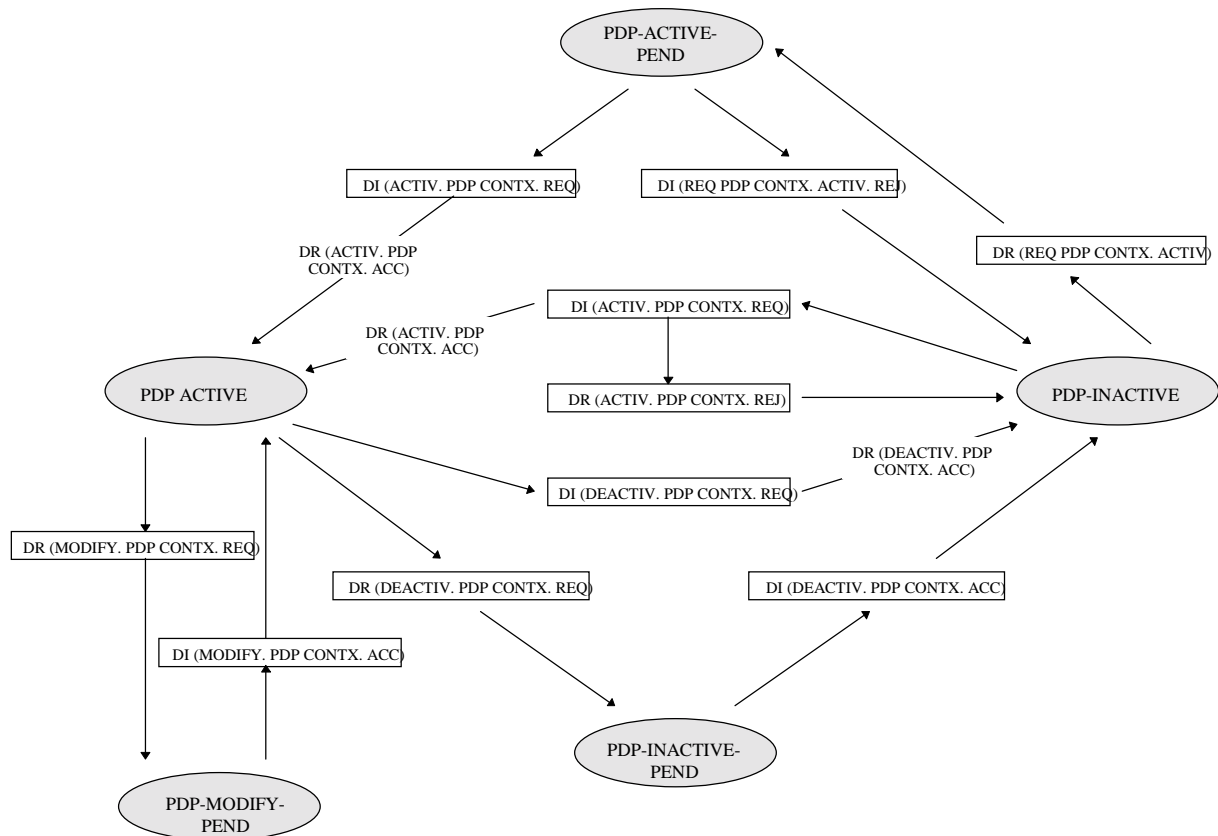 PDP-ACTIVE-
PEND
DI (ACTIV. PDP CONTX. REQ)
DI (REQ PDP CONTX. ACTIV. REJ)
DR (ACTIV. PDP
CONTX. ACC)
DR (REQ PDP CONTX. ACTIV)
DI (ACTIV. PDP CONTX. REQ)
DR (ACTIV. PDP
CONTX. ACC)
PDP ACTIVE
DR (ACTIV. PDP CONTX. REJ)
PDP-INACTIVE
DR (DEACTIV. PDP
CONTX. ACC)
DI (DEACTIV. PDP CONTX. REQ)
DR (MODIFY. PDP CONTX. REQ)
DR (DEACTIV. PDP CONTX. REQ)
DI (DEACTIV. PDP CONTX. ACC)
DI (MODIFY. PDP CONTX. ACC)
PDP-INACTIVE-
PEND
PDP-MODIFY-
PEND